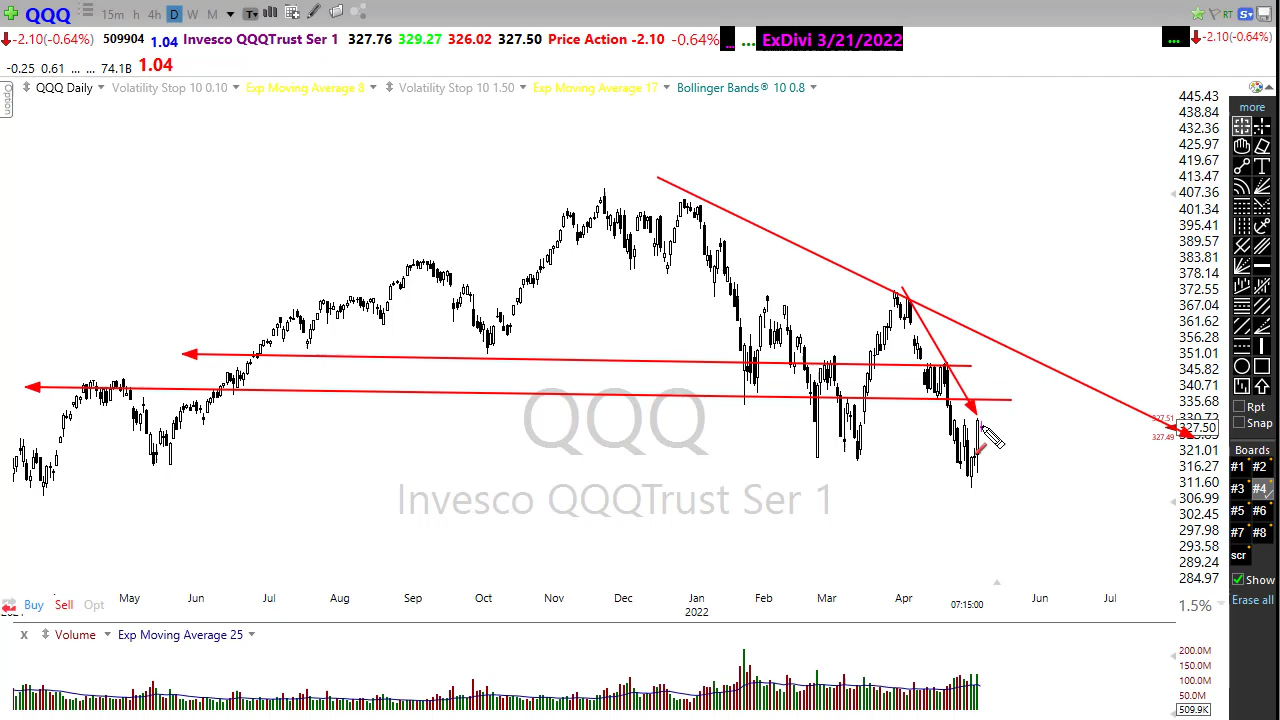 QQQ 15m h 4h D W M T RT S
-2.10(-0.64%) 509904 1.04 Invesco QQQTrust Ser 1 327.76 329.27 326.02 327.50 Price Action -2.10 -0.64% ... ... ExDivi 3/21/2022 ... -2.10(-0.64%)
-0.25 0.61 ... ... 74.1B 1.04
Option
QQQ Daily Volatility Stop 10 0.10 Exp Moving Average 8 Volatility Stop 10 1.50 Exp Moving Average 17 Bollinger Bands® 10 0.8
445.43
438.84
432.36
425.97
419.67
413.47
407.36
401.34
395.41
389.57
383.81
378.14
372.55
367.04
361.62
356.28
351.01
345.82
340.71
335.68
327.51
327.50
327.49
321.01
316.27
311.60
306.99
302.45
297.98
293.58
289.24
284.97
QQQ
Invesco QQQTrust Ser 1
more
T
Rpt
Snap
Boards
#1 #2
#3 #4
#5 #6
#7 #8
scr
Show
Erase all
Buy Sell Opt
May Jun Jul Aug Sep Oct Nov Dec Jan Feb Mar Apr 07:15:00 Jun Jul
2022
1.5%
X Volume Exp Moving Average 25
200.0M
150.0M
100.0M
50.0M
509.9K